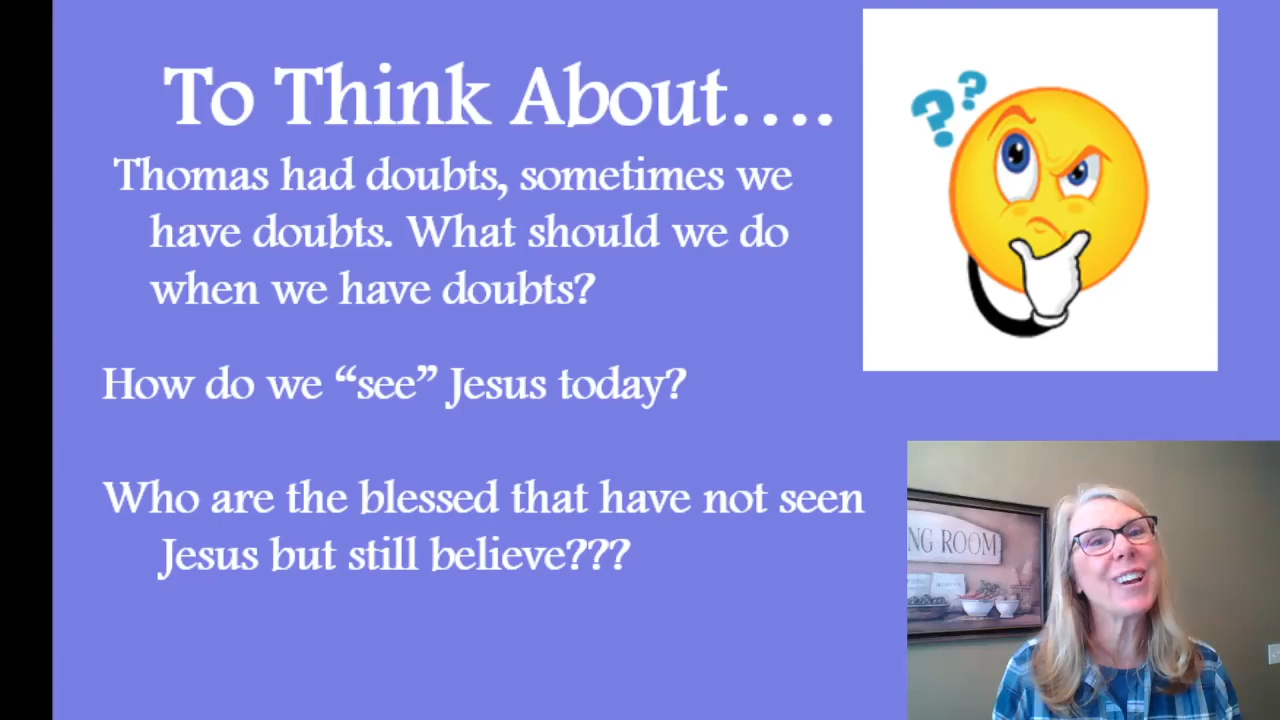 To Think About....
Thomas had doubts, sometimes we
have doubts. What should we do
when we have doubts?
How do we “see” Jesus today?
Who are the blessed that have not seen
Jesus but still believe???
? ?
NG ROOM